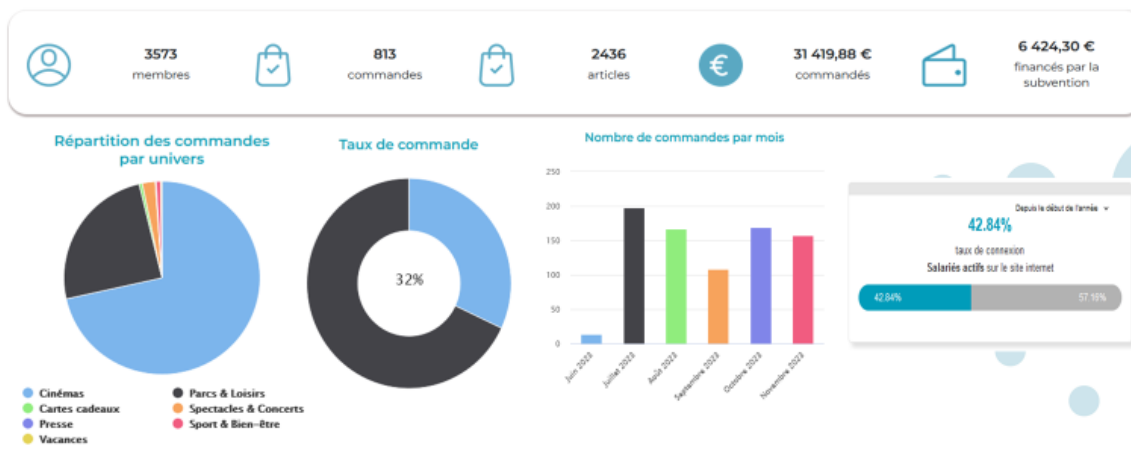 3573
membres
813
commandes
2436
articles
31 419,88 €
commandés
6 424,30 €
financés par la
subvention
€
Répartition des commandes
par univers
Cinémas
Parcs & Loisirs
Cartes cadeaux
Spectacles & Concerts
Presse
Sport & Bien-être
Vacances
Taux de commande
32%
Nombre de commandes par mois
250
200
150
100
50
0
Juin 2023
Juillet 2023
Août 2023
Septembre 2023
Octobre 2023
Novembre 2023
Depuis le début de l'année
42.84%
taux de connexion
Salariés actifs sur le site internet
42.84%
57.16%